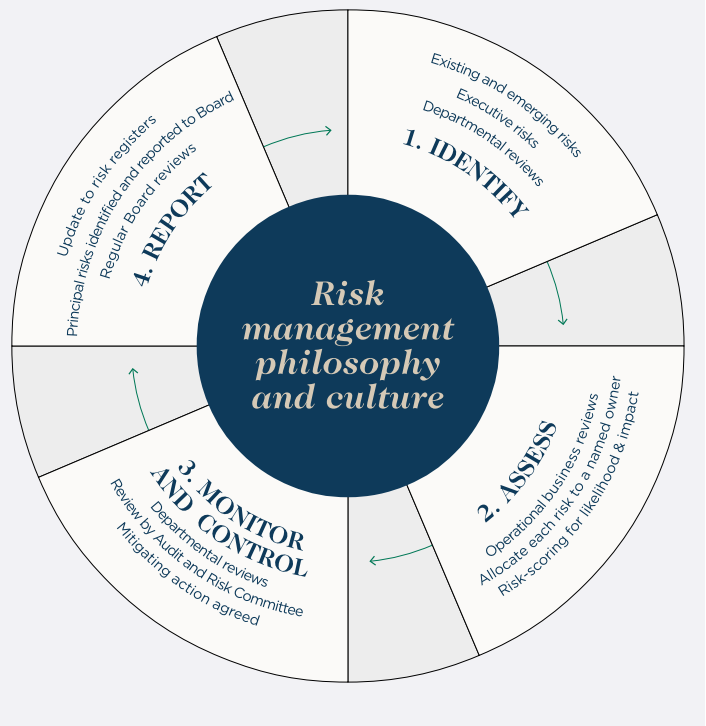 Risk
management
philosophy
and culture
1. IDENTIFY
Existing and emerging risks
Executive risks
Departmental reviews
2. ASSESS
Operational business reviews
Allocate each risk to a named owner
Risk-scoring for likelihood & impact
3. MONITOR
AND CONTROL
Departmental reviews
Review by Audit and Risk Committee
Mitigating action agreed
4. REPORT
Update to risk registers
Principal risks identified and reported to Board
Regular Board reviews